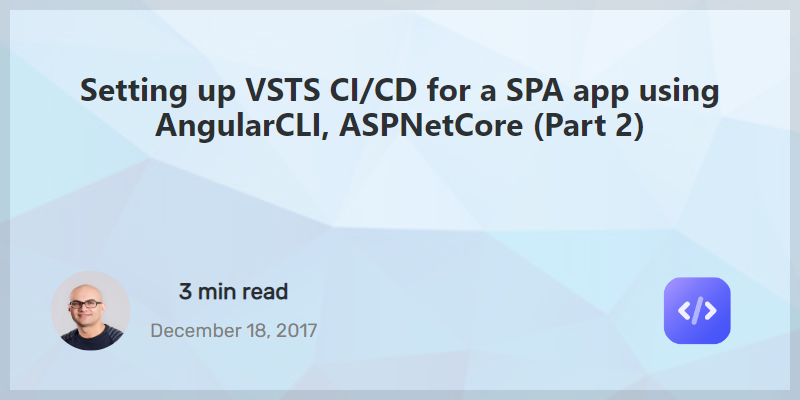 Setting up VSTS CI/CD for a SPA app using
AngularCLI, ASPNetCore (Part 2)
3 min read
December 18, 2017